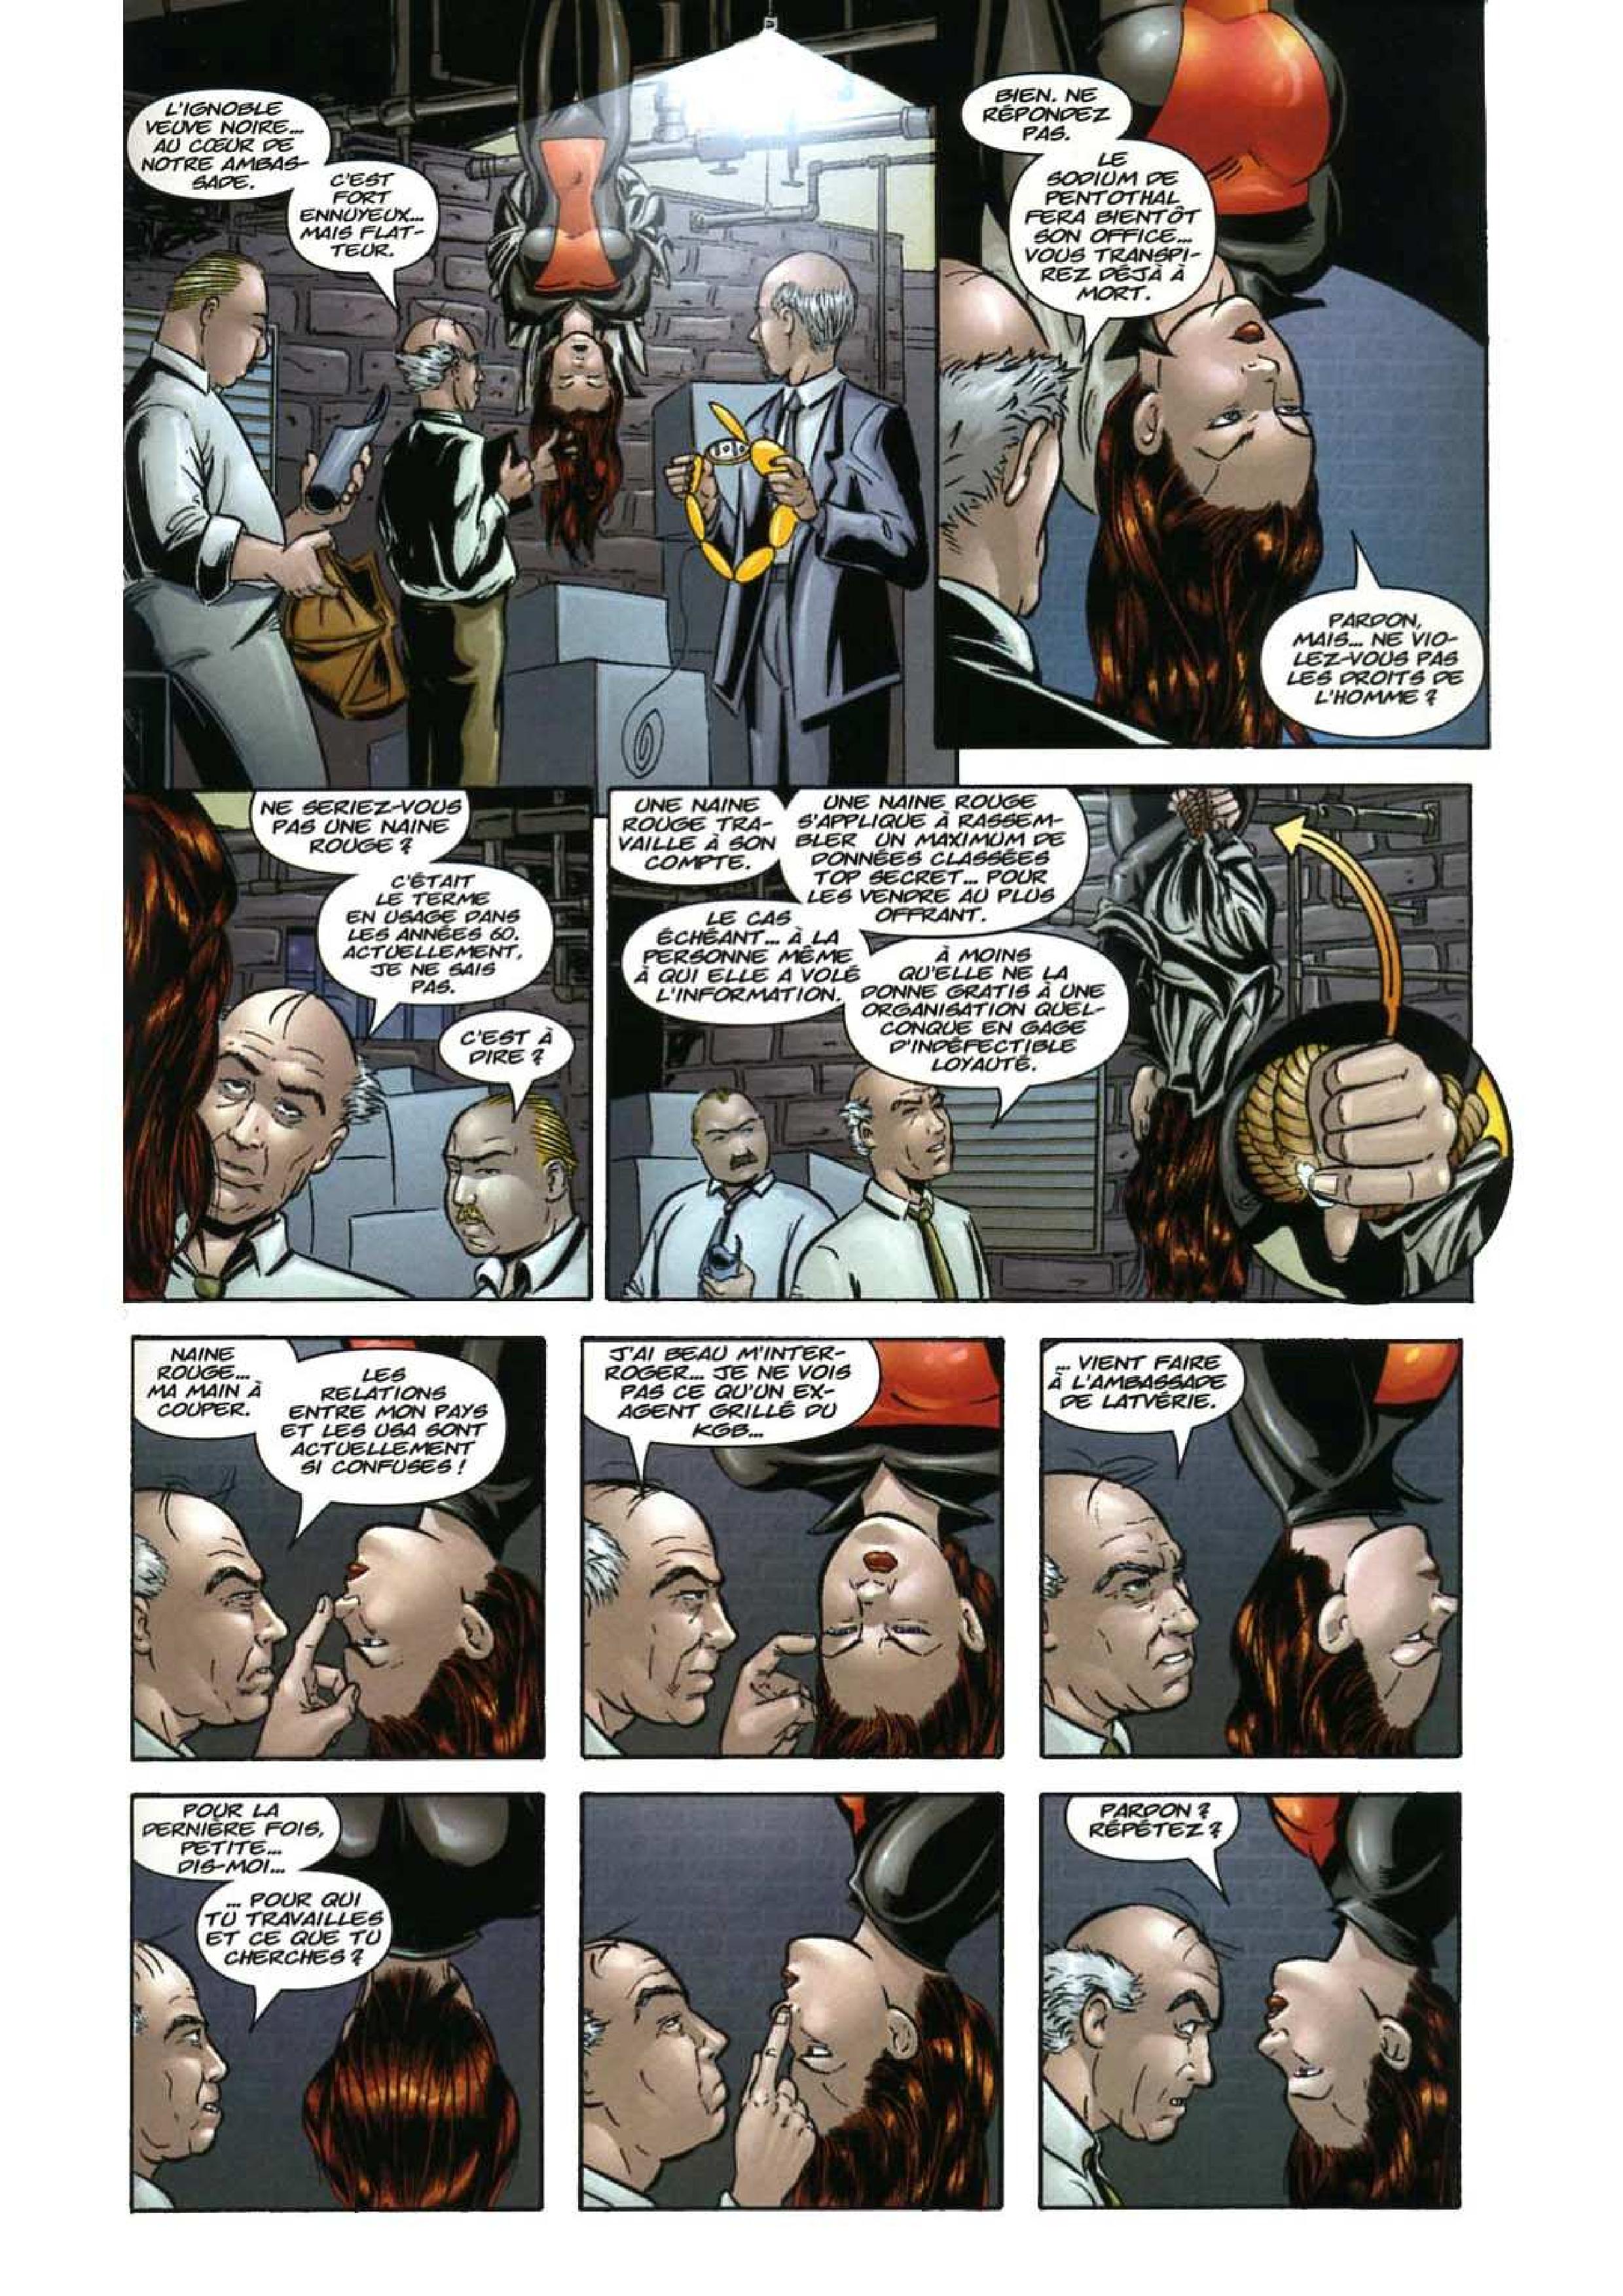 L'IGNOBLE
VEUVE NOIRE...
AU CŒUR DE
NOTRE AMBAS-
SADE.
C'EST
FORT
ENNUYEUX...
MAIS FLAT-
TEUR.
BIEN. NE
RÉPONDEZ
PAS.
LE
SODIUM DE
PENTOTHAL
FERA BIENTÔT
SON OFFICE...
VOUS TRANSPI-
REZ DÉJÀ À
MORT.
PARDON,
MAIS... NE VIO-
LEZ-VOUS PAS
LES DROITS DE
L'HOMME ?
NE SERIEZ-VOUS
PAS UNE NAINE
ROUGE ?
C'ÉTAIT
LE TERME
EN USAGE DANS
LES ANNÉES 60.
ACTUELLEMENT,
JE NE SAIS
PAS.
C'EST À
DIRE ?
UNE NAINE
ROUGE TRA-
VAILLE À SON
COMPTE.
UNE NAINE ROUGE
S'APPLIQUE À RASSEM-
BLER UN MAXIMUM DE
DONNÉES CLASSÉES
TOP SECRET... POUR
LES VENDRE AU PLUS
OFFRANT.
LE CAS
ÉCHÉANT... À LA
PERSONNE MÊME
À QUI ELLE A VOLÉ
L'INFORMATION.
À MOINS
QU'ELLE NE LA
DONNE GRATIS À UNE
ORGANISATION QUEL-
CONQUE EN GAGE
D'INDÉFECTIBLE
LOYAUTÉ.
NAINE
ROUGE...
MA MAIN À
COUPER.
LES
RELATIONS
ENTRE MON PAYS
ET LES USA SONT
ACTUELLEMENT
SI CONFUSES !
J'AI BEAU M'INTER-
ROGER... JE NE VOIS
PAS CE QU'UN EX-
AGENT GRILLÉ DU
KGB...
... VIENT FAIRE
À L'AMBASSADE
DE LATVÉRIE.
POUR LA
DERNIÈRE FOIS,
PETITE...
DIS-MOI...
... POUR QUI
TU TRAVAILLES
ET CE QUE TU
CHERCHES ?
PARDON ?
RÉPÉTEZ ?